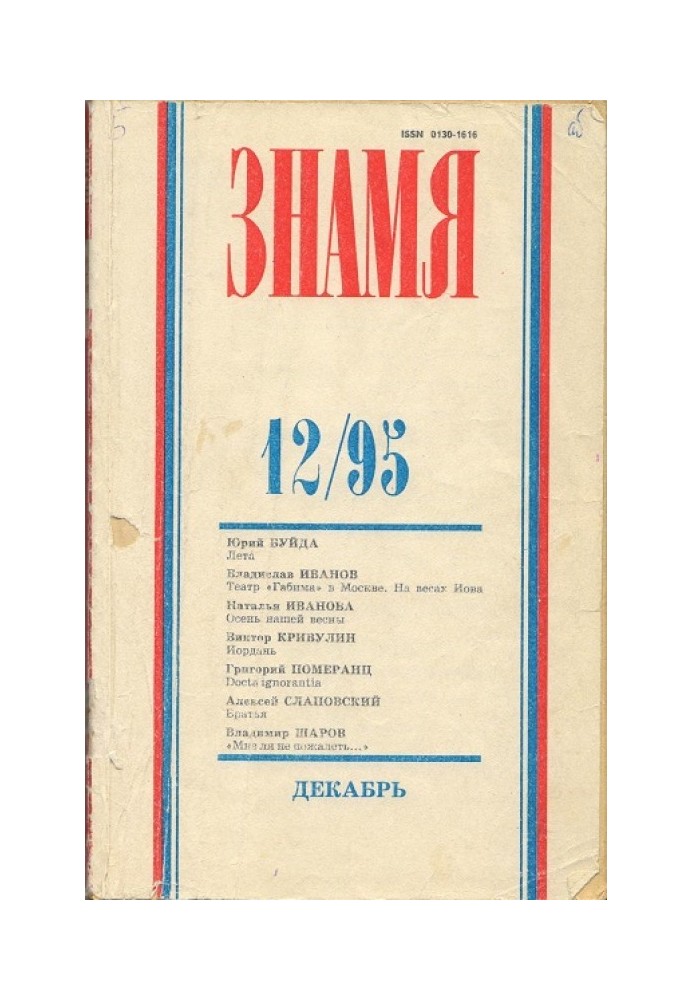 ISSN 0130-1616
ЗНАМЯ
12/95
Юрий БУЙДА
Лета
Владислав ИВАНОВ
Театр «Габима» в Москве. На весах Иова
Наталья ИВАНОВА
Осень нашей весны
Виктор КРИВУЛИН
Иордань
Григорий ПОМЕРАНЦ
Docta ignorantia
Алексей СЛАПОВСКИЙ
Братья
Владимир ШАРОВ
«Мне ли не пожалеть...»
ДЕКАБРЬ